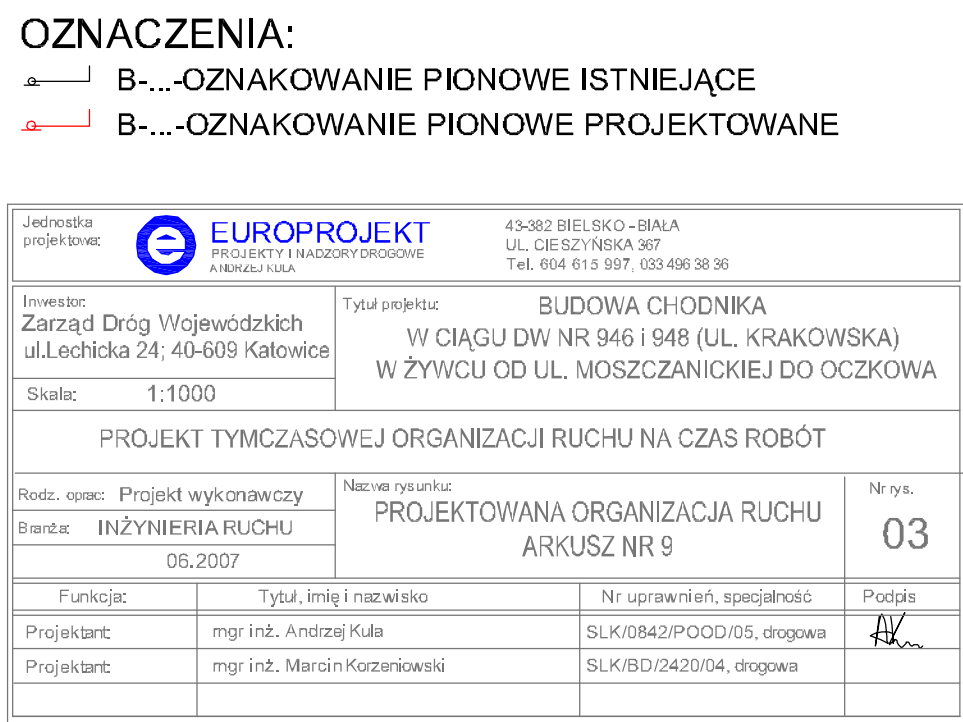 OZNACZENIA:
B-...-OZNAKOWANIE PIONOWE ISTNIEJĄCE
B-...-OZNAKOWANIE PIONOWE PROJEKTOWANE
Jednostka
projektowa:
e
EUROPROJEKT
PROJEKTY I NADZORY DROGOWE
ANDRZEJ KULA
43-382 BIELSKO - BIAŁA
UL. CIESZYŃSKA 367
Tel. 604 615 997, 033 496 38 36
Inwestor:
Zarząd Dróg Wojewódzkich
ul.Lechicka 24; 40-609 Katowice
Skala: 1:1000
Tytuł projektu:
BUDOWA CHODNIKA
W CIĄGU DW NR 946 i 948 (UL. KRAKOWSKA)
W ŻYWCU OD UL. MOSZCZANICKIEJ DO OCZKOWA
PROJEKT TYMCZASOWEJ ORGANIZACJI RUCHU NA CZAS ROBÓT
Rodz. oprac: Projekt wykonawczy
Branża: INŻYNIERIA RUCHU
06.2007
Nazwa rysunku:
PROJEKTOWANA ORGANIZACJA RUCHU
ARKUSZ NR 9
Nr rys.
03
Funkcja: Tytuł, imię i nazwisko Nr uprawnień, specjalność Podpis
Projektant: mgr inż. Andrzej Kula SLK/0842/POOD/05, drogowa
Projektant: mgr inż. Marcin Korzeniowski SLK/BD/2420/04, drogowa